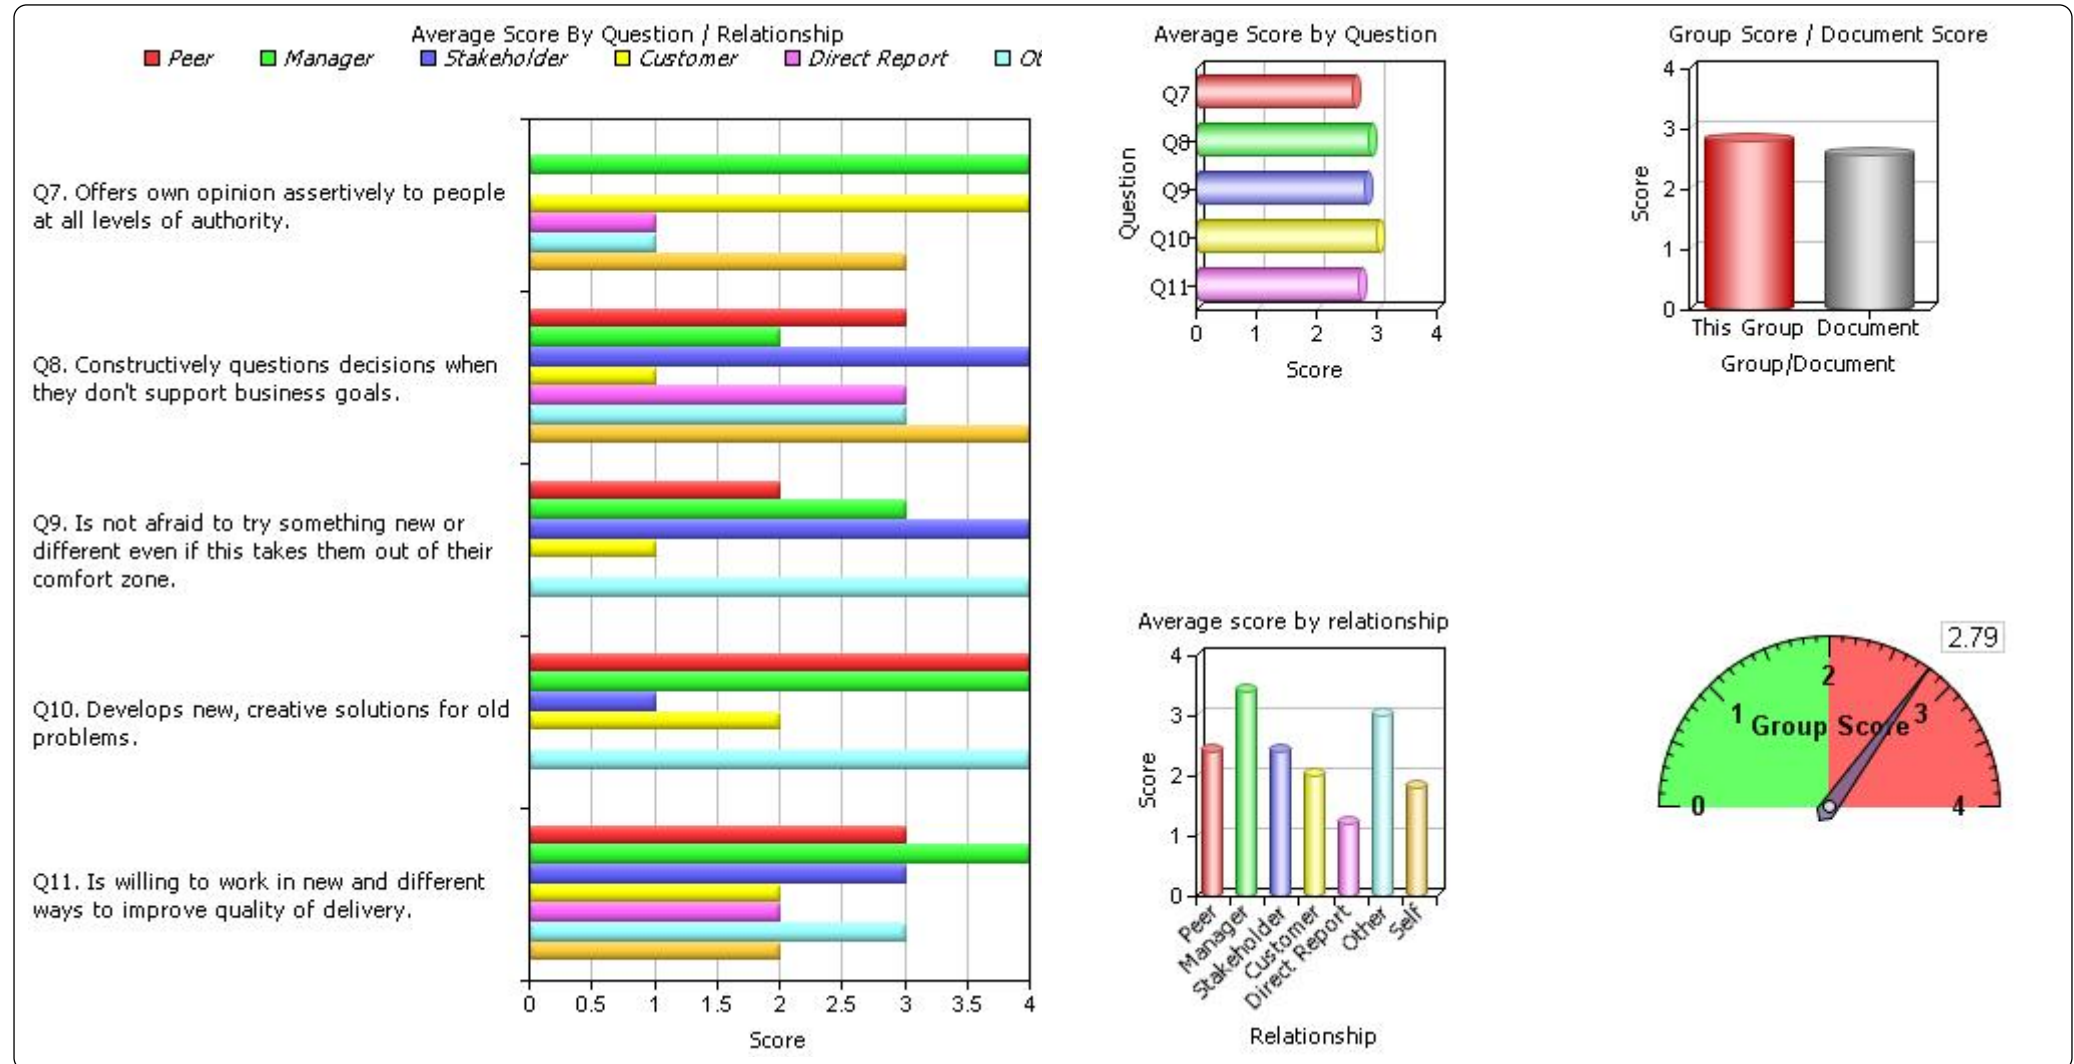 Average Score By Question / Relationship
Peer Manager Stakeholder Customer Direct Report
Q7. Offers own opinion assertively to people
at all levels of authority.
Q8. Constructively questions decisions when
they don't support business goals.
Q9. Is not afraid to try something new or
different even if this takes them out of their
comfort zone.
Q10. Develops new, creative solutions for old
problems.
Q11. Is willing to work in new and different
ways to improve quality of delivery.
0 0.5 1 1.5 2 2.5 3 3.5 4
Score
Average Score by Question
Question
Q7
Q8
Q9
Q10
Q11
0 1 2 3 4
Score
Group Score / Document Score
Score
4
3
2
1
0
This Group Document
Group/Document
Average score by relationship
Score
4
3
2
1
0
Peer
Manager
Stakeholder
Customer
Direct Report
Other
Self
Relationship
2.79
0 1 2 3 4
Group Score